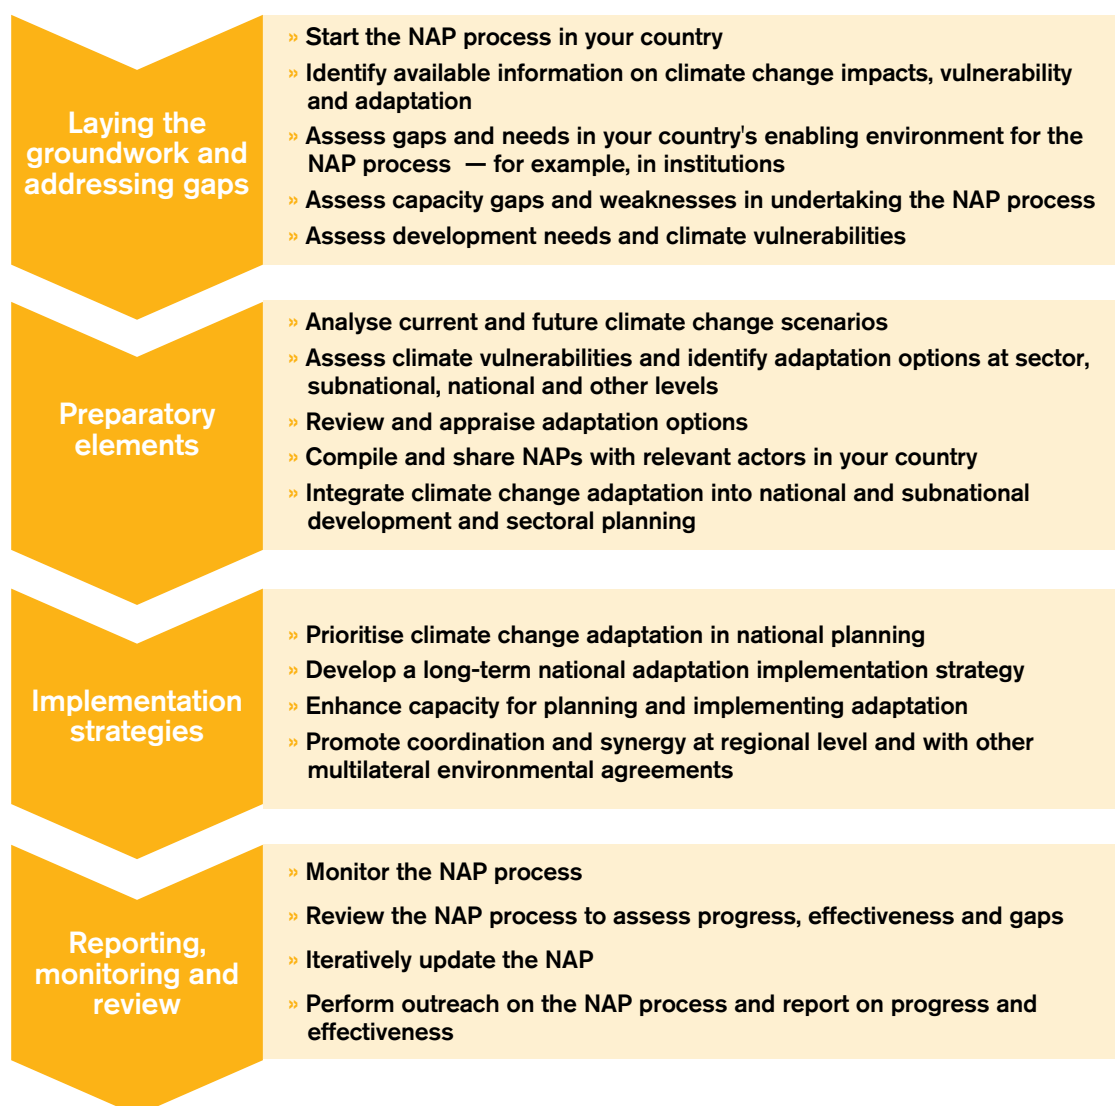 Laying the
groundwork and
addressing gaps
» Start the NAP process in your country
» Identify available information on climate change impacts, vulnerability
and adaptation
» Assess gaps and needs in your country's enabling environment for the
NAP process — for example, in institutions
» Assess capacity gaps and weaknesses in undertaking the NAP process
» Assess development needs and climate vulnerabilities
Preparatory
elements
» Analyse current and future climate change scenarios
» Assess climate vulnerabilities and identify adaptation options at sector,
subnational, national and other levels
» Review and appraise adaptation options
» Compile and share NAPs with relevant actors in your country
» Integrate climate change adaptation into national and subnational
development and sectoral planning
Implementation
strategies
» Prioritise climate change adaptation in national planning
» Develop a long-term national adaptation implementation strategy
» Enhance capacity for planning and implementing adaptation
» Promote coordination and synergy at regional level and with other
multilateral environmental agreements
Reporting,
monitoring and
review
» Monitor the NAP process
» Review the NAP process to assess progress, effectiveness and gaps
» Iteratively update the NAP
» Perform outreach on the NAP process and report on progress and
effectiveness